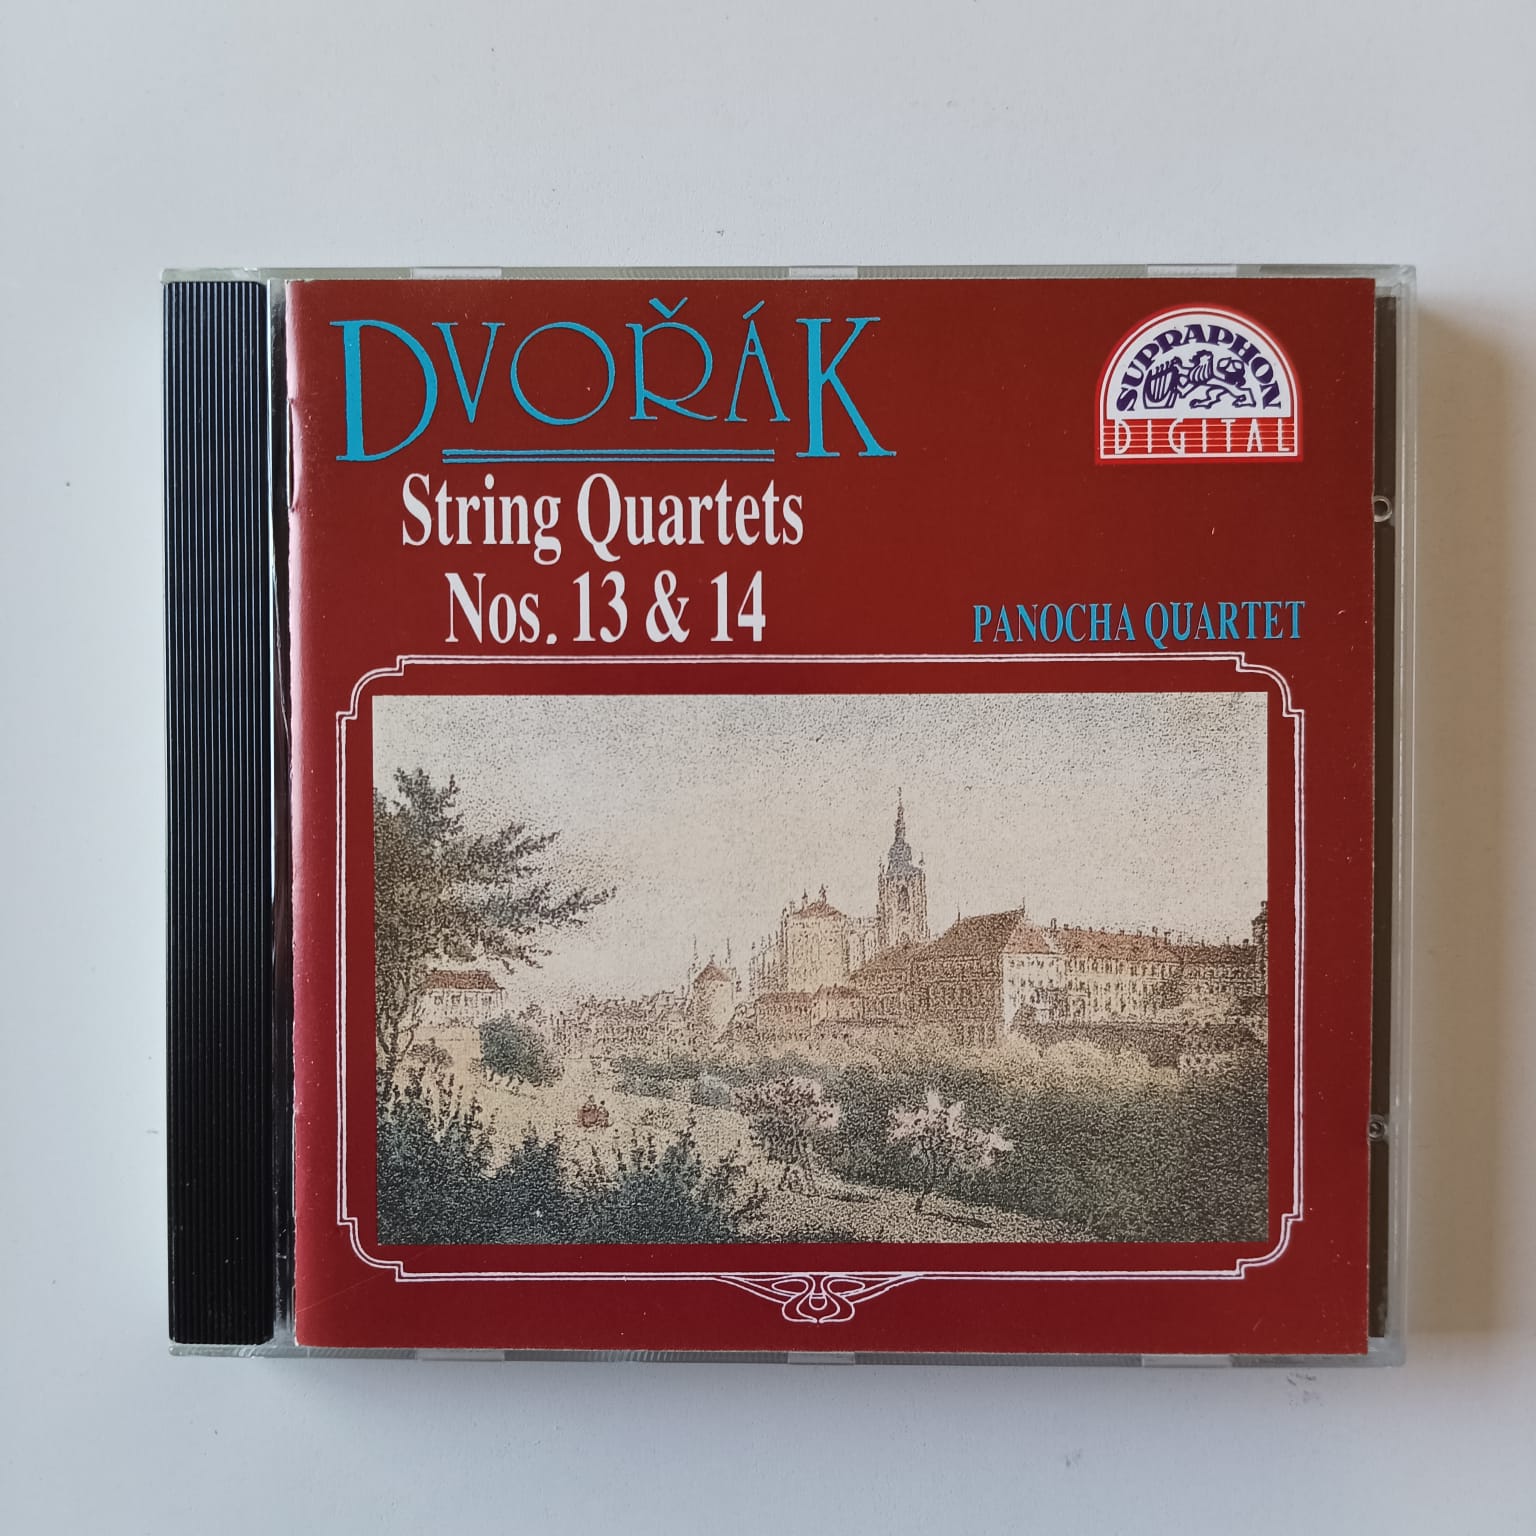 DVOŘÁK
SUPRAPHON
DIGITAL
String Quartets
Nos. 13 & 14
PANOCHA QUARTET